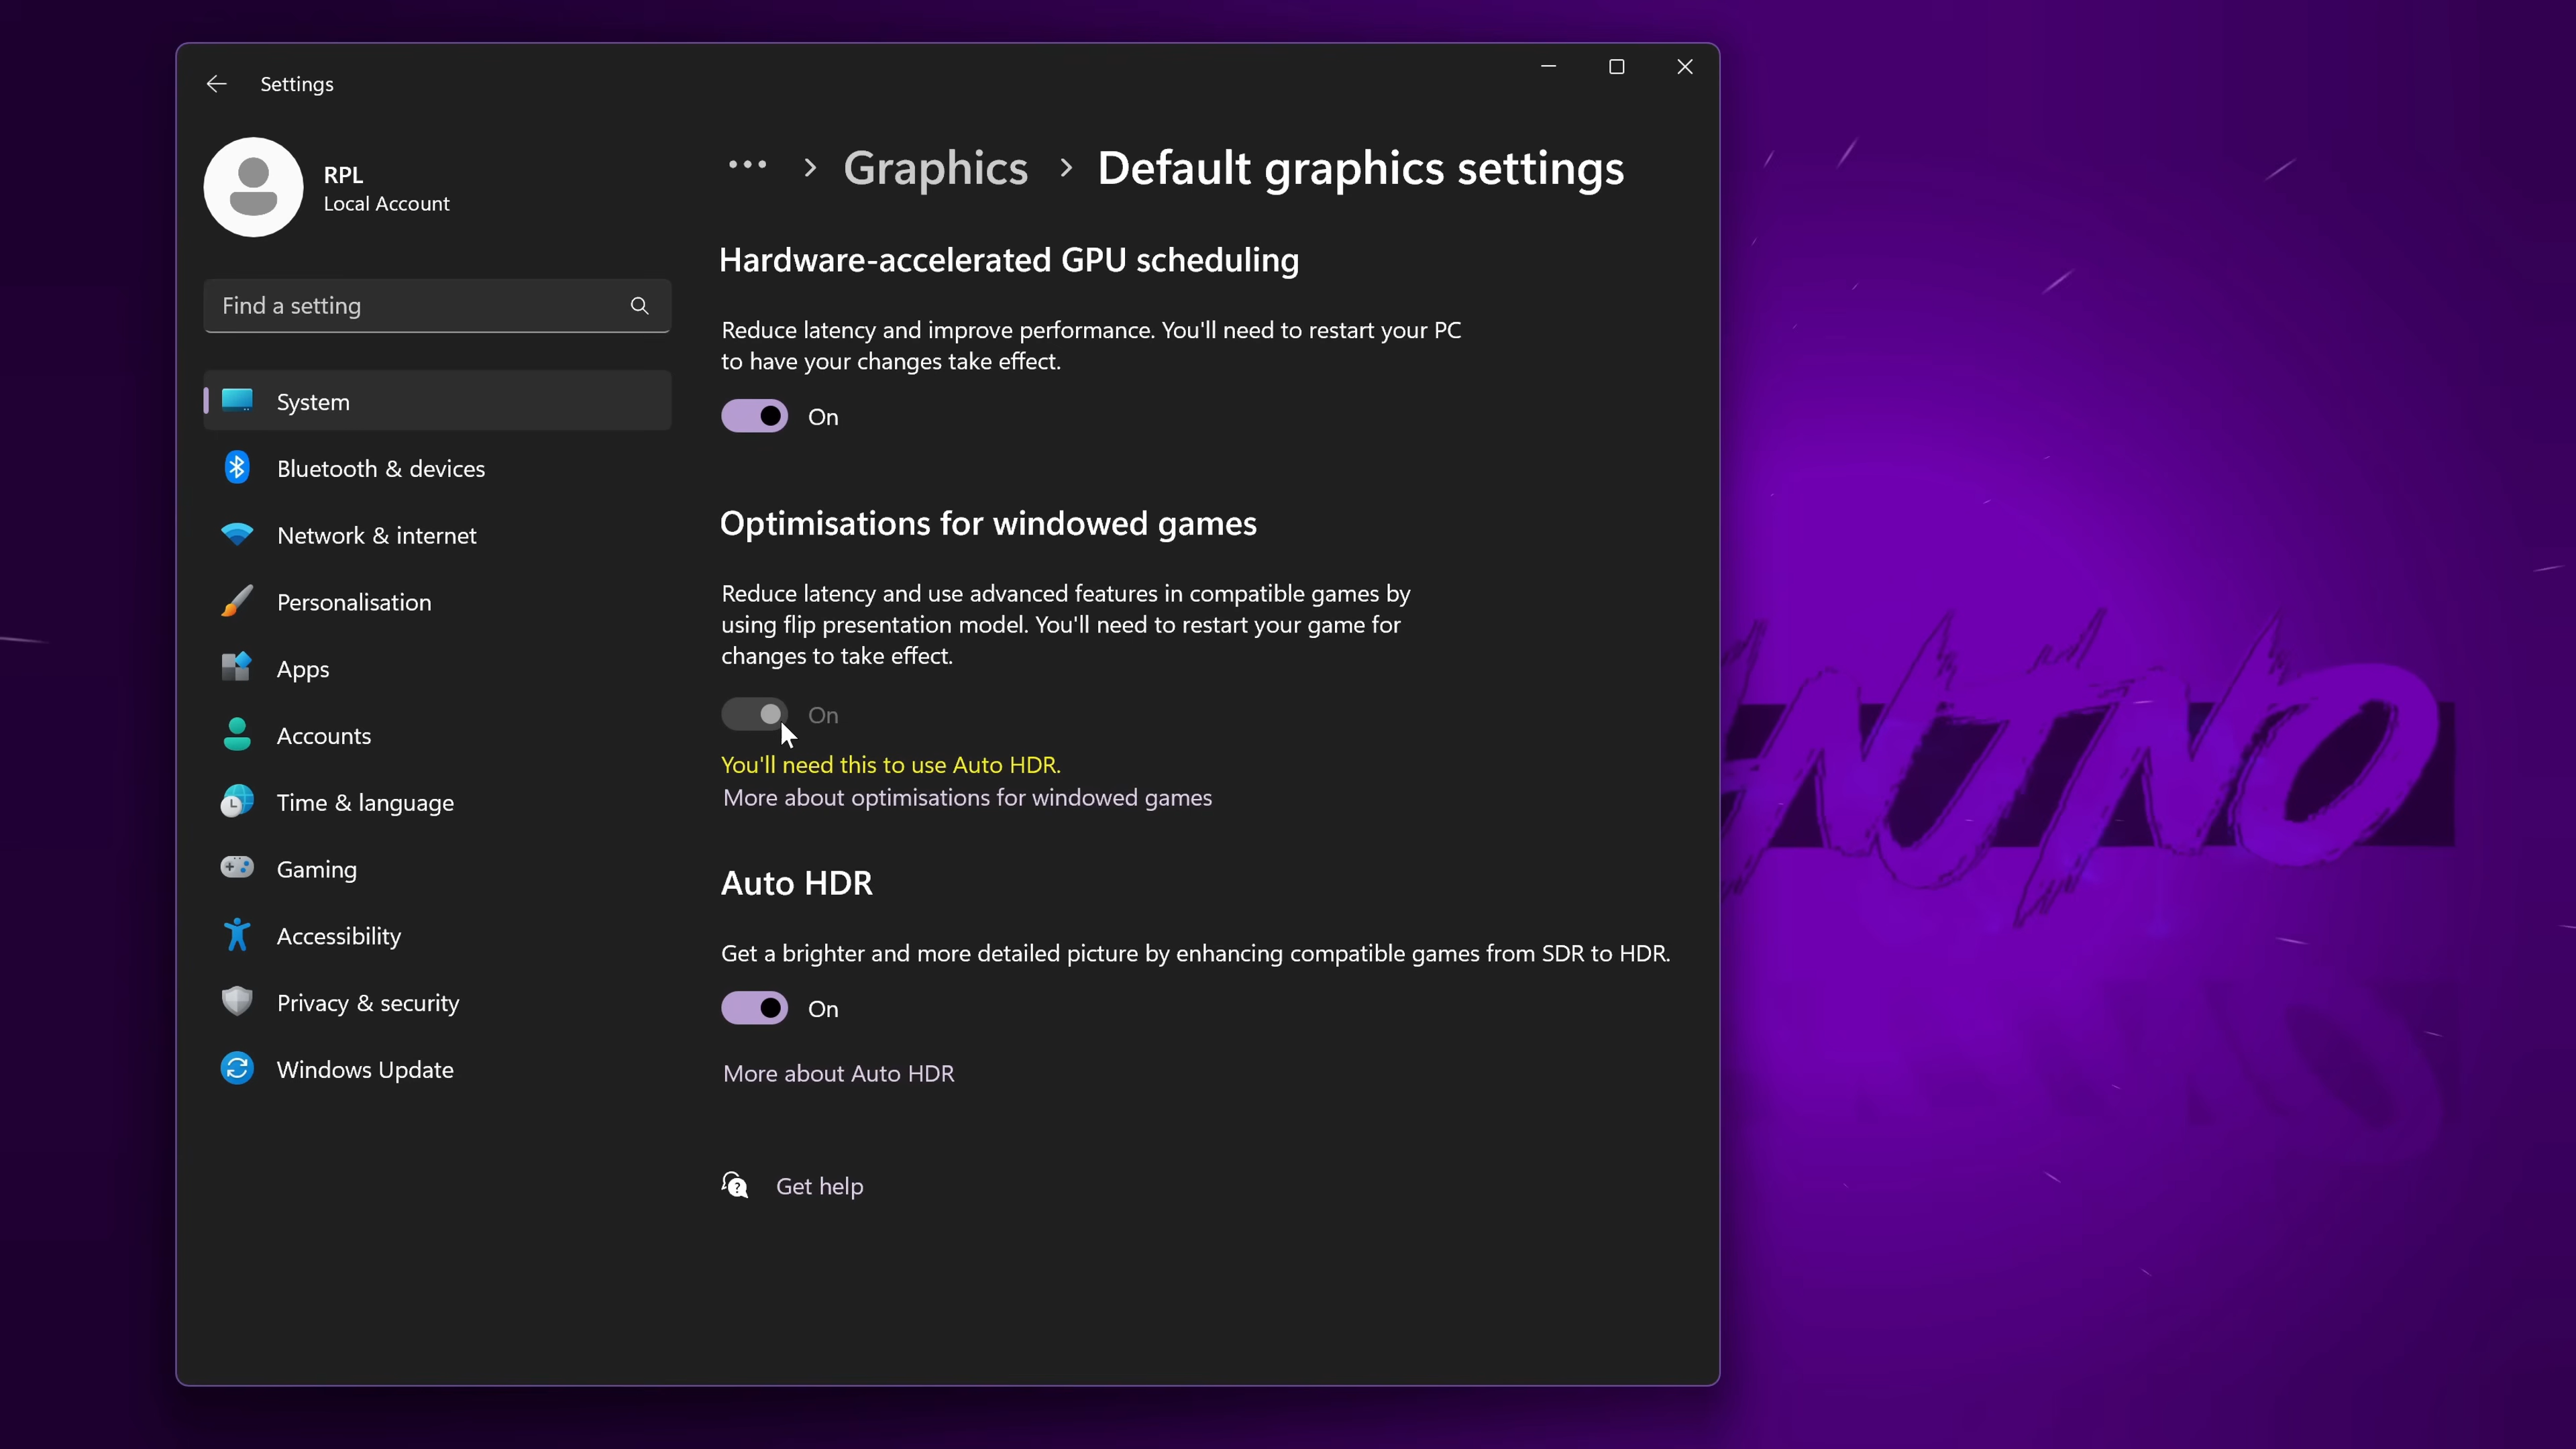 Settings
RPL
Local Account
Find a setting
System
Bluetooth & devices
Network & internet
Personalisation
Apps
Accounts
Time & language
Gaming
Accessibility
Privacy & security
Windows Update
... > Graphics > Default graphics settings
Hardware-accelerated GPU scheduling
Reduce latency and improve performance. You'll need to restart your PC
to have your changes take effect.
On
Optimisations for windowed games
Reduce latency and use advanced features in compatible games by
using flip presentation model. You'll need to restart your game for
changes to take effect.
On
You'll need this to use Auto HDR.
More about optimisations for windowed games
Auto HDR
Get a brighter and more detailed picture by enhancing compatible games from SDR to HDR.
On
More about Auto HDR
Get help